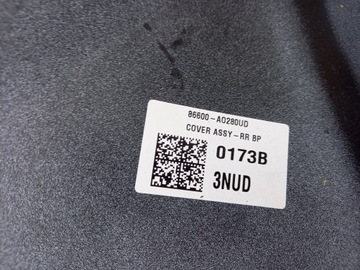 86600-A0280UD
COVER ASSY-RR BP
0173B
3NUD